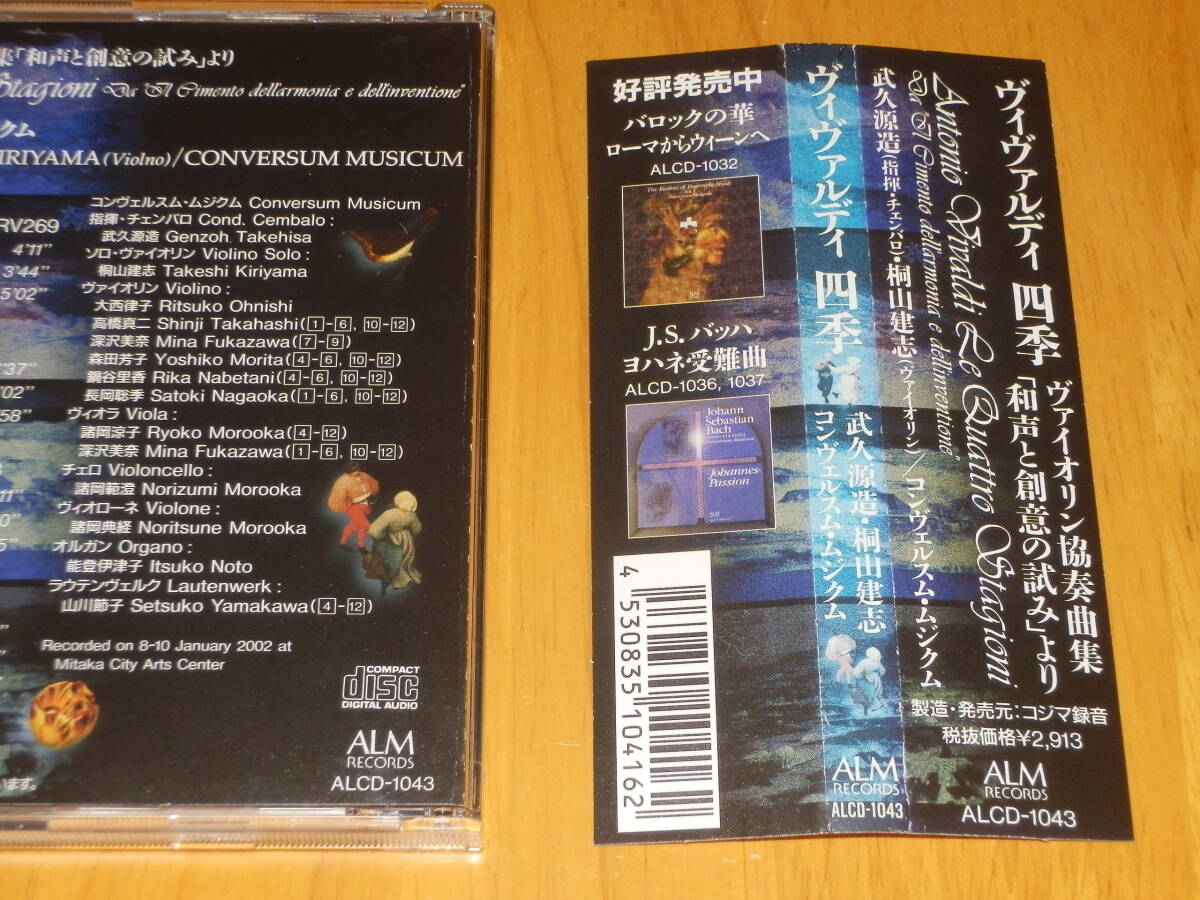 集「和声と創意の試み」より
Stagioni Da Il Cimento dell'armonia e dell'inventione"
クム
IRIYAMA (Violno) / CONVERSUM MUSICUM
RV269
4'11"
3'44"
5'02"
'37"
'02"
'58"
コンヴェルスム・ムジクム Conversum Musicum
指揮・チェンバロ Cond. Cembalo :
武久源造 Genzoh Takehisa
ソロ・ヴァイオリン Violino Solo :
桐山建志 Takeshi Kiriyama
ヴァイオリン Violino :
大西律子 Ritsuko Ohnishi
高橋真二 Shinji Takahashi (1-6, 10-12)
深沢美奈 Mina Fukazawa (7-9)
森田芳子 Yoshiko Morita (4-6, 10-12)
鍋谷里香 Rika Nabetani (4-6, 10-12)
長岡聡季 Satoki Nagaoka (1-6, 10-12)
ヴィオラ Viola :
諸岡涼子 Ryoko Morooka (4-12)
深沢美奈 Mina Fukazawa (1-6, 10-12)
チェロ Violoncello :
諸岡範澄 Norizumi Morooka
ヴィオローネ Violone :
諸岡典経 Noritsune Morooka
オルガン Organo :
能登伊津子 Itsuko Noto
ラウテンヴェルク Lautenwerk :
山川節子 Setsuko Yamakawa (4-12)
Recorded on 8-10 January 2002 at
Mitaka City Arts Center
COMPACT
disc
DIGITAL AUDIO
ALM
RECORDS
ALCD-1043
います。
好評発売中
バロックの華
ローマからウィーンへ
ALCD-1032
J.S.バッハ
ヨハネ受難曲
ALCD-1036, 1037
Johann
Sebastian
Bach
Johannes-
Passion
4 530835 104162
ヴィヴァルディ 四季
武久源造・桐山建志
コンヴェルスム・ムジクム
ALM
RECORDS
ALCD-1043
ヴィヴァルディ 四季 ヴァイオリン協奏曲集
「和声と創意の試み」より
Antonio Vivaldi Le Quattro Stagioni
Da Il Cimento dell'armonia e dell'inventione
武久源造(指揮・チェンバロ)・桐山建志(ヴァイオリン)/コンヴェルスム・ムジクム
製造・発売元:コジマ録音
税抜価格¥2,913
ALM
RECORDS
ALCD-1043